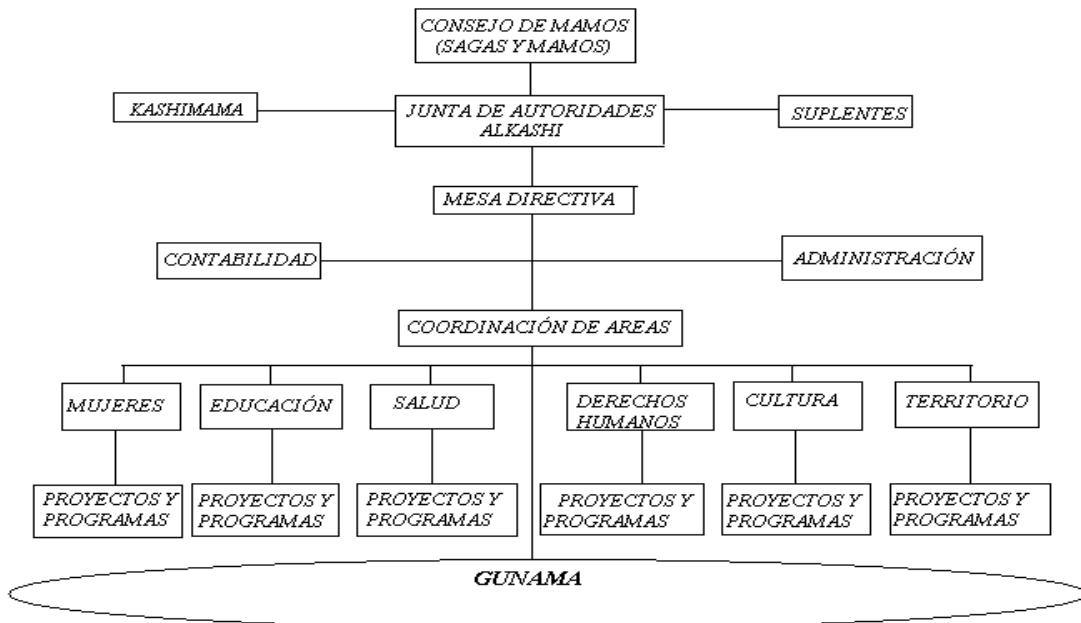 CONSEJO DE MAMOS
(SAGAS Y MAMOS)
KASHIMAMA
JUNTA DE AUTORIDADES
ALKASHI
SUPLENTES
MESA DIRECTIVA
CONTABILIDAD
ADMINISTRACIÓN
COORDINACIÓN DE AREAS
MUJERES
EDUCACIÓN
SALUD
DERECHOS
HUMANOS
CULTURA
TERRITORIO
PROYECTOS Y
PROGRAMAS
PROYECTOS Y
PROGRAMAS
PROYECTOS Y
PROGRAMAS
PROYECTOS Y
PROGRAMAS
PROYECTOS Y
PROGRAMAS
PROYECTOS Y
PROGRAMAS
GUNAMA